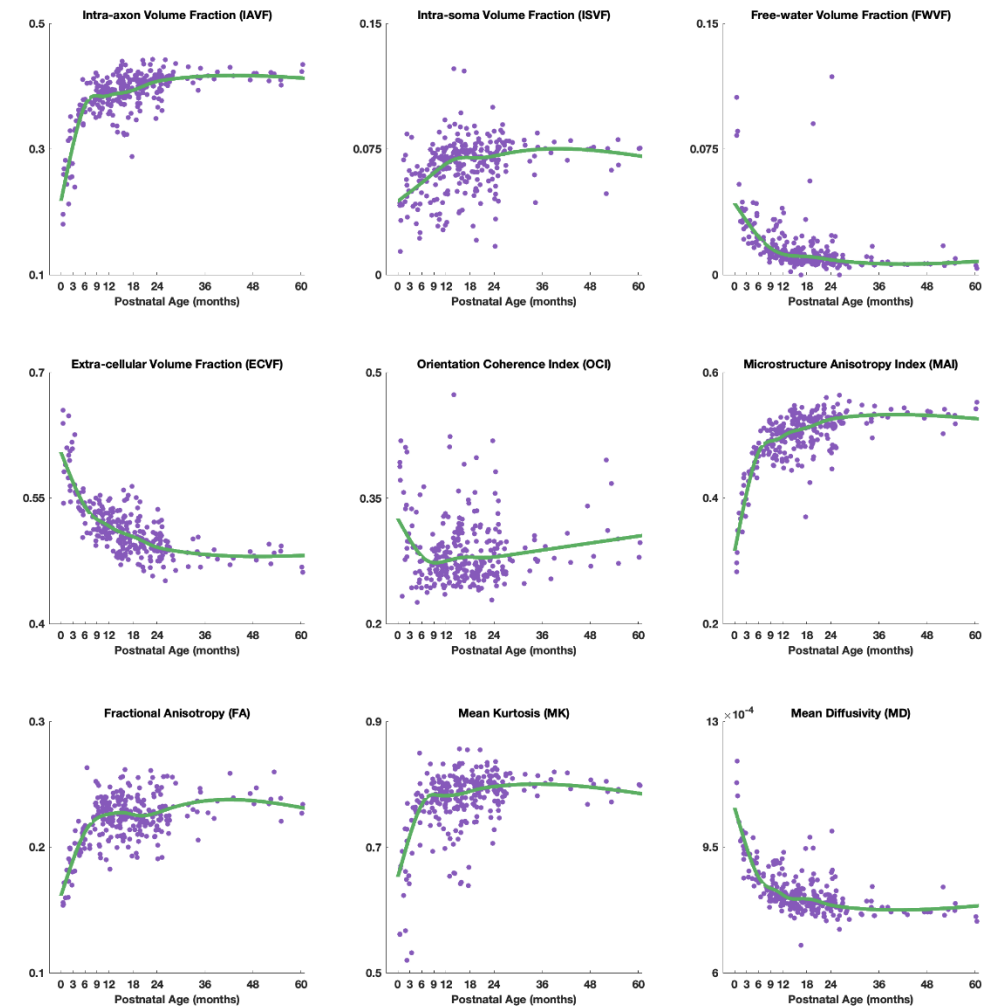 Intra-axon Volume Fraction (IAVF)
0.5
0.3
0.1
0 3 6 9 12 18 24 36 48 60
Postnatal Age (months)
Intra-soma Volume Fraction (ISVF)
0.15
0.075
0
0 3 6 9 12 18 24 36 48 60
Postnatal Age (months)
Free-water Volume Fraction (FWVF)
0.15
0.075
0
0 3 6 9 12 18 24 36 48 60
Postnatal Age (months)
Extra-cellular Volume Fraction (ECVF)
0.7
0.55
0.4
0 3 6 9 12 18 24 36 48 60
Postnatal Age (months)
Orientation Coherence Index (OCI)
0.5
0.35
0.2
0 3 6 9 12 18 24 36 48 60
Postnatal Age (months)
Microstructure Anisotropy Index (MAI)
0.6
0.4
0.2
0 3 6 9 12 18 24 36 48 60
Postnatal Age (months)
Fractional Anisotropy (FA)
0.3
0.2
0.1
0 3 6 9 12 18 24 36 48 60
Postnatal Age (months)
Mean Kurtosis (MK)
0.9
0.7
0.5
0 3 6 9 12 18 24 36 48 60
Postnatal Age (months)
Mean Diffusivity (MD)
13 × 10⁻⁴
9.5
6
0 3 6 9 12 18 24 36 48 60
Postnatal Age (months)